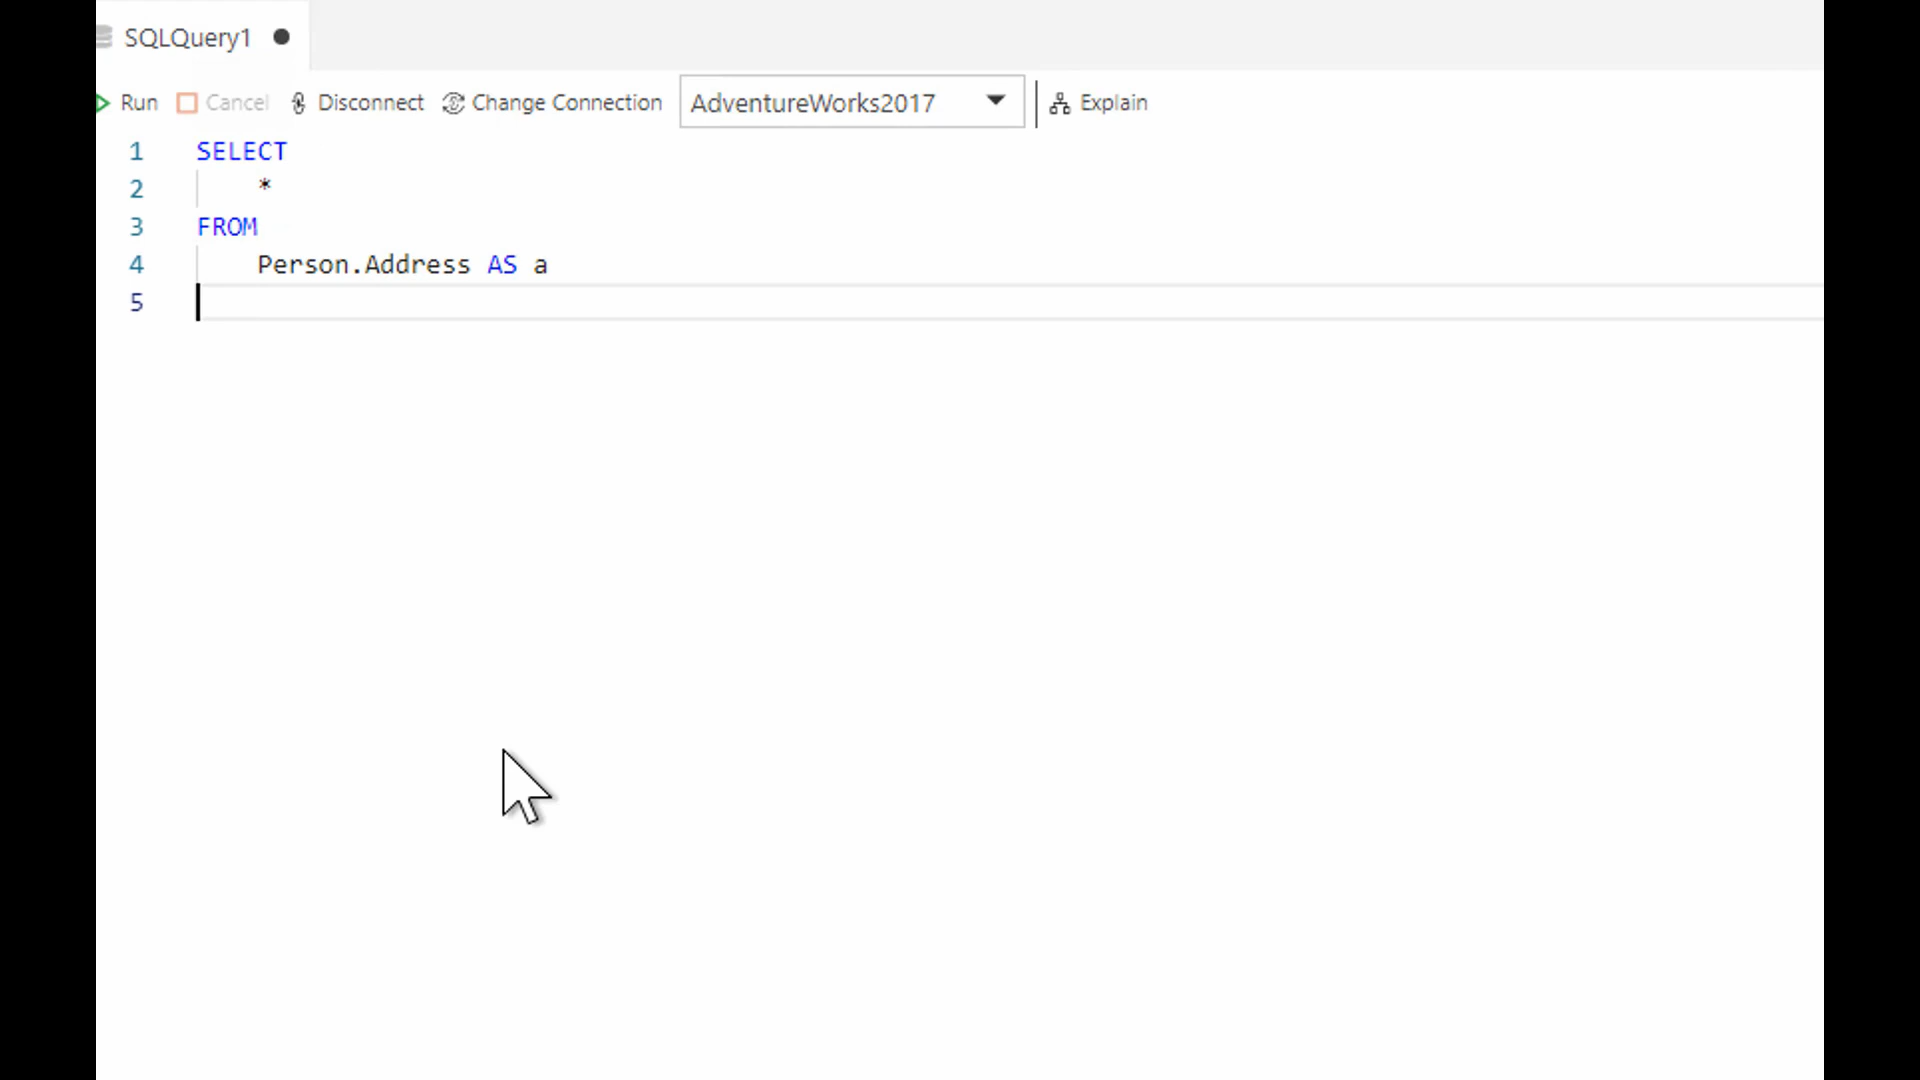 SQLQuery1
Run Cancel Disconnect Change Connection AdventureWorks2017 Explain
1 SELECT
2 *
3 FROM
4 Person.Address AS a
5